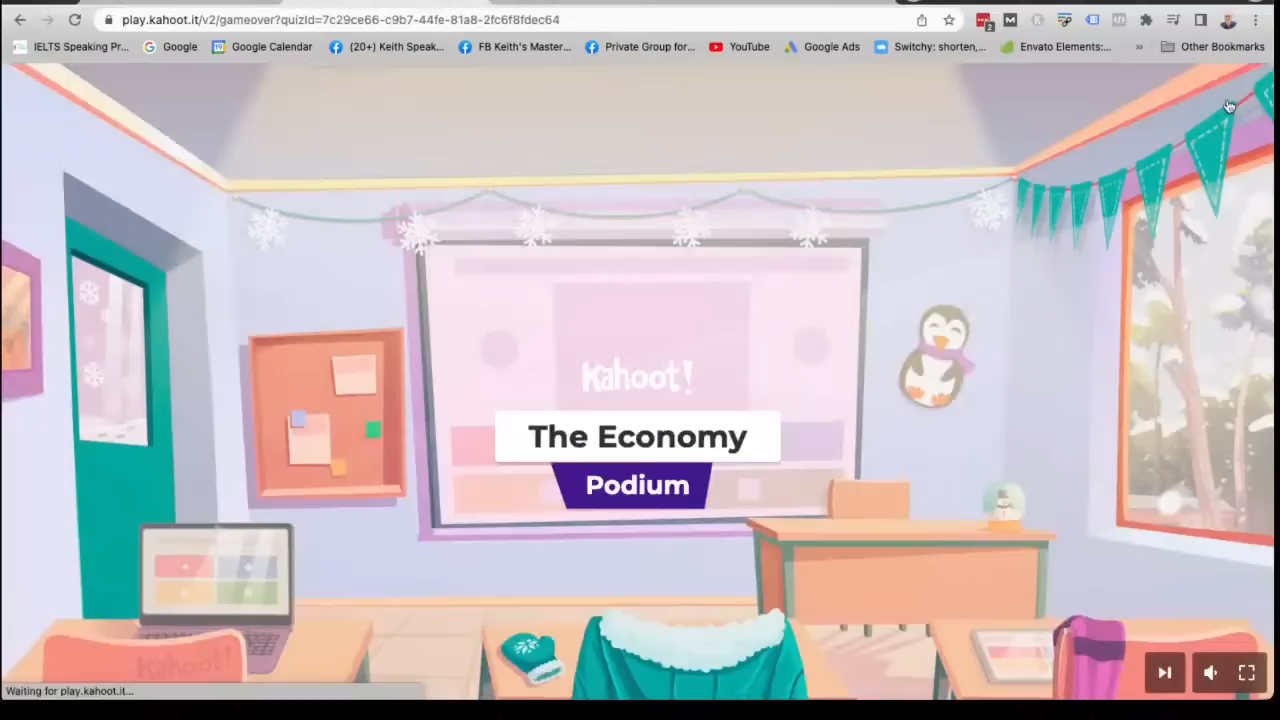 play.kahoot.it/v2/gameover?quizId=7c29ce66-c9b7-44fe-81a8-2fc6f8fdec64
2
M
IELTS Speaking Pr...
Google
Google Calendar
(20+) Keith Speak...
FB Keith's Master...
Private Group for...
YouTube
Google Ads
Switchy: shorten,...
Envato Elements:...
»
Other Bookmarks
Kahoot!
The Economy
Podium
Kahoot!
Waiting for play.kahoot.it...